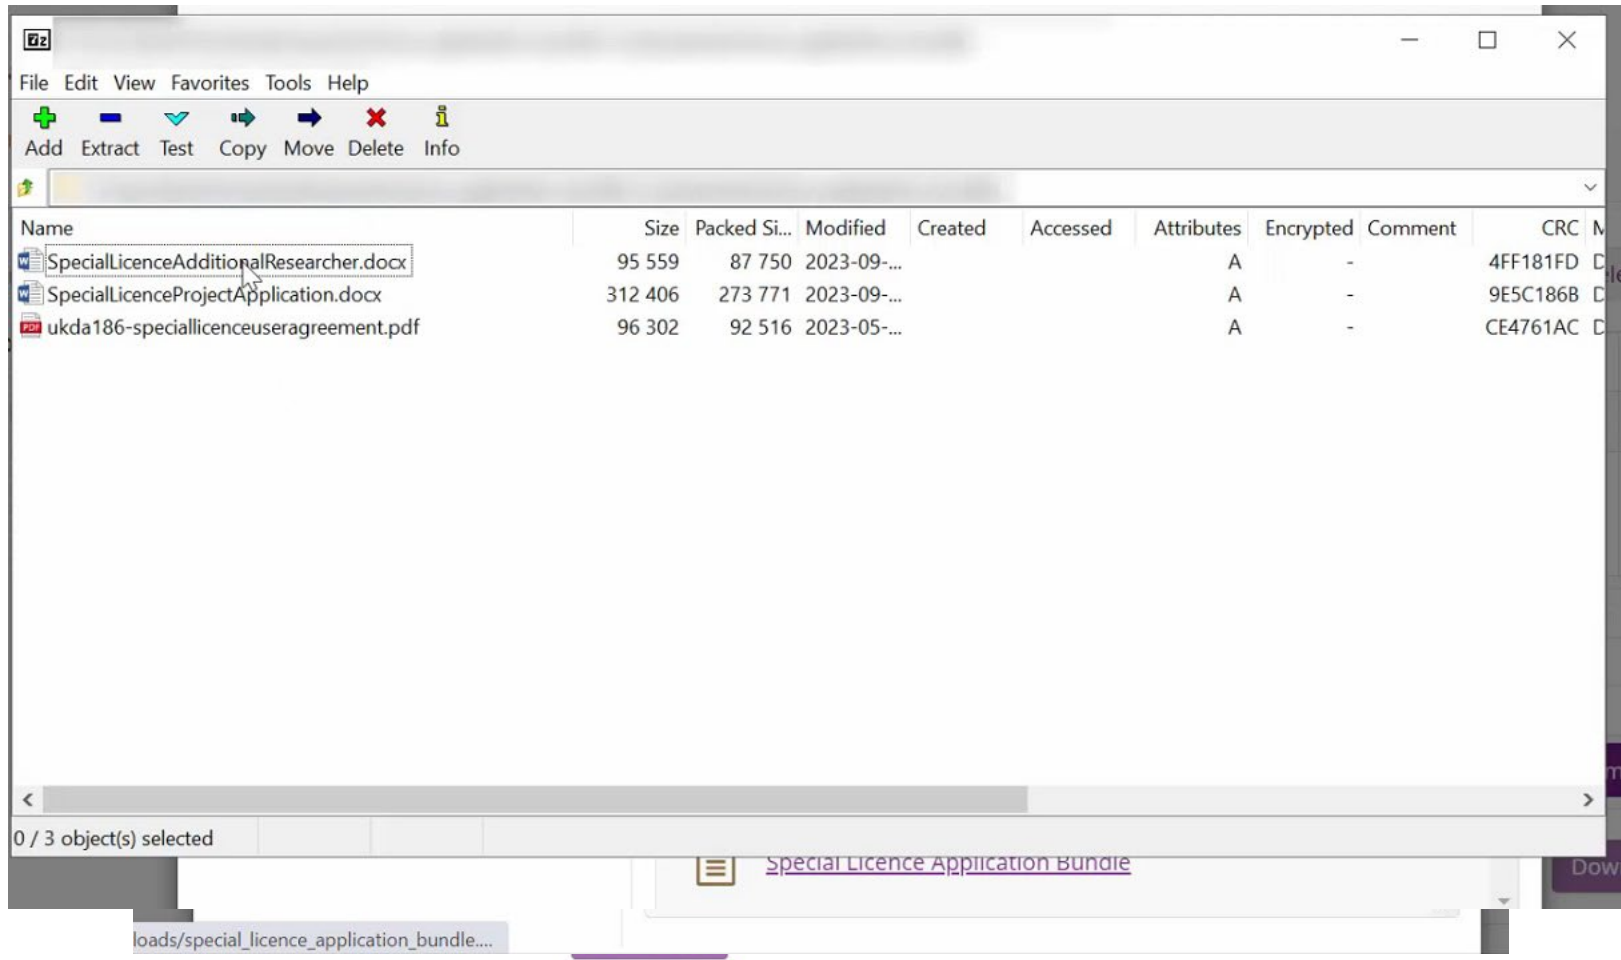 7z
File Edit View Favorites Tools Help
Add Extract Test Copy Move Delete Info
Name Size Packed Si... Modified Created Accessed Attributes Encrypted Comment CRC M
SpecialLicenceAdditionalResearcher.docx 95 559 87 750 2023-09-... A - 4FF181FD D
SpecialLicenceProjectApplication.docx 312 406 273 771 2023-09-... A - 9E5C186B D
PDF ukda186-speciallicenceuseragreement.pdf 96 302 92 516 2023-05-... A - CE4761AC D
0 / 3 object(s) selected
Special Licence Application Bundle
Dow
loads/special_licence_application_bundle....